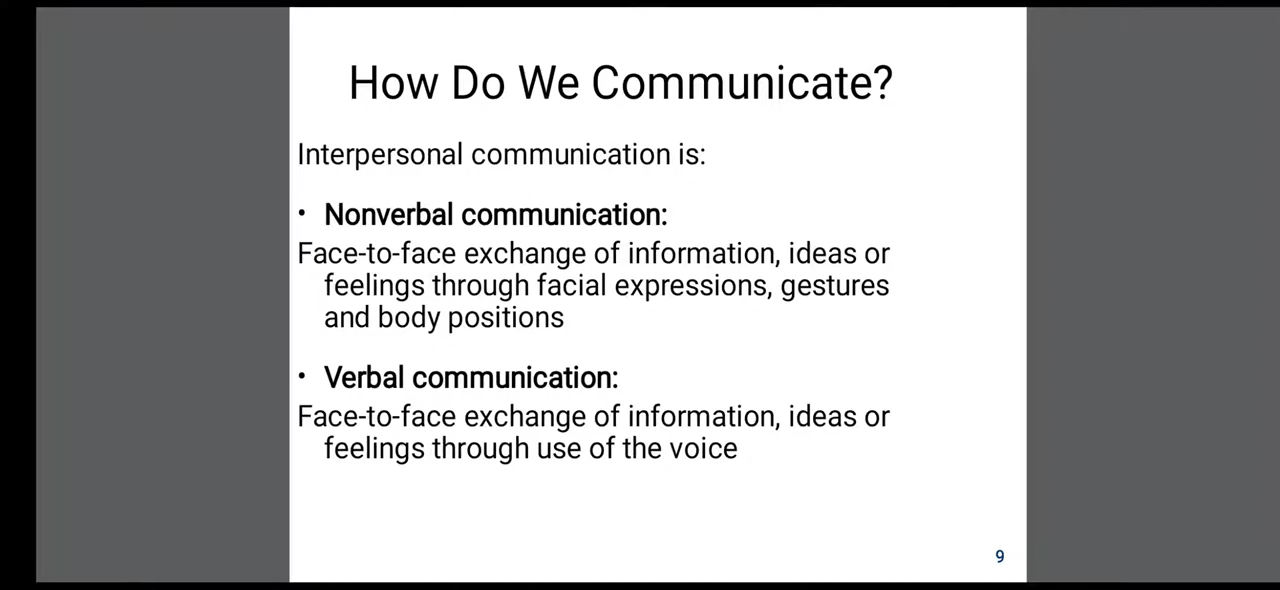 How Do We Communicate?
Interpersonal communication is:
• Nonverbal communication:
Face-to-face exchange of information, ideas or
feelings through facial expressions, gestures
and body positions
• Verbal communication:
Face-to-face exchange of information, ideas or
feelings through use of the voice
9